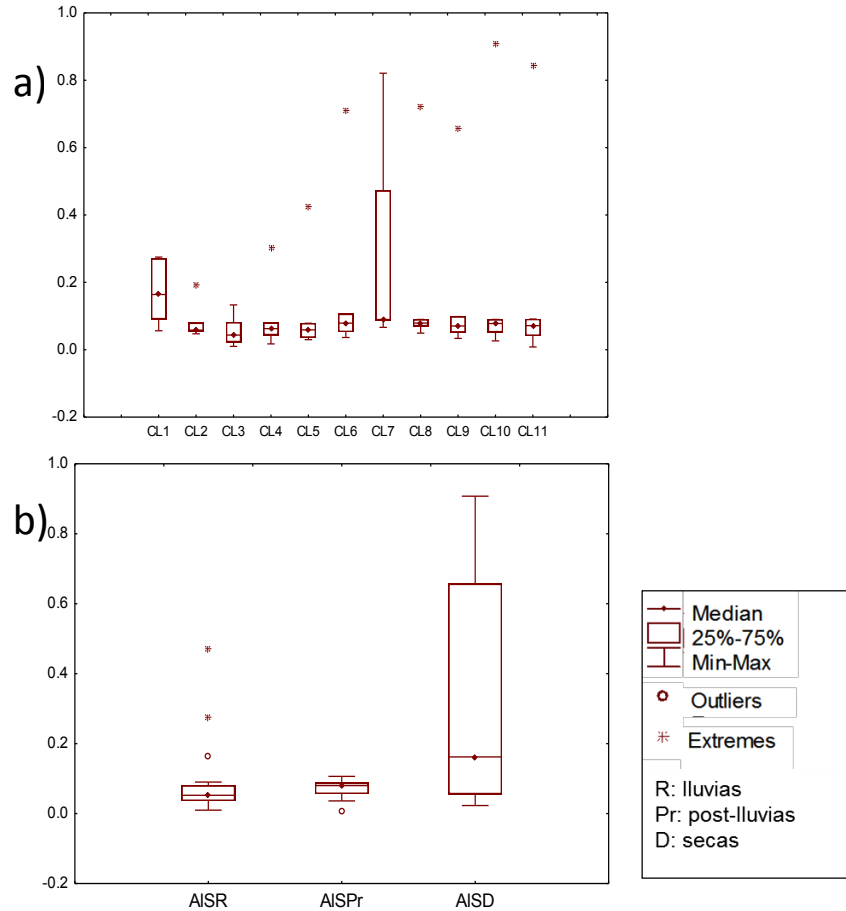 a)
1.0
0.8
0.6
0.4
0.2
0.0
-0.2
CL1 CL2 CL3 CL4 CL5 CL6 CL7 CL8 CL9 CL10 CL11
b)
1.0
0.8
0.6
0.4
0.2
0.0
-0.2
AISR AISPr AISD
Median
25%-75%
Min-Max
Outliers
Extremes
R: lluvias
Pr: post-lluvias
D: secas